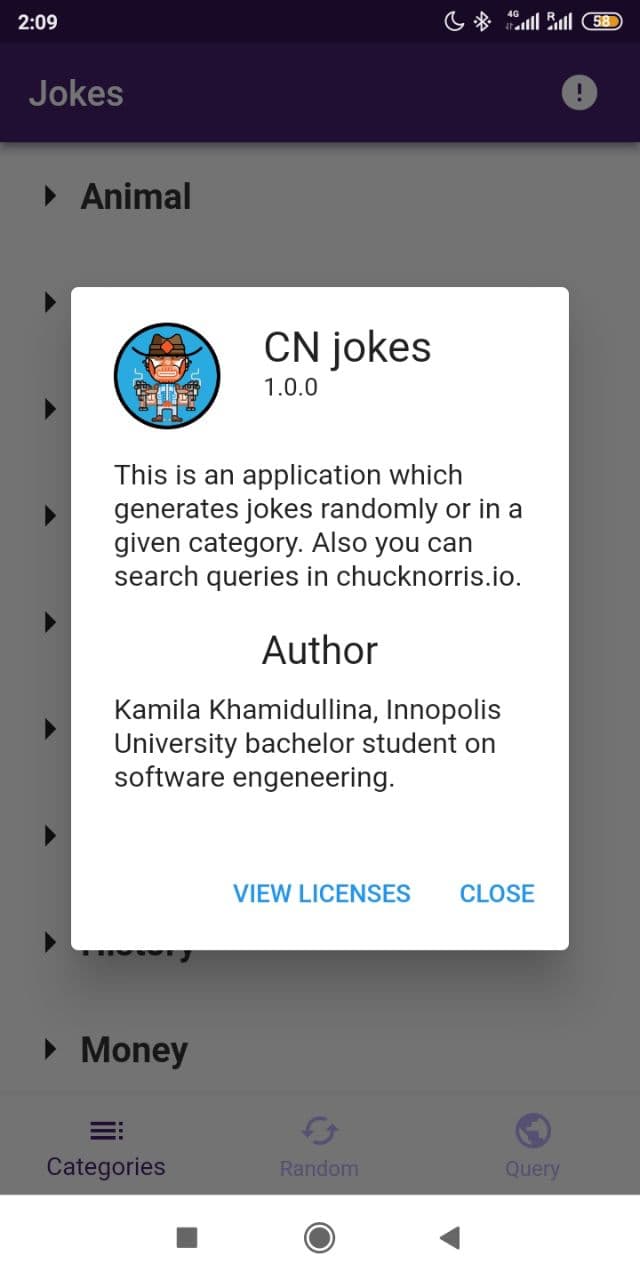 2:09
4G
R
58
Jokes
Animal
CN jokes
1.0.0
This is an application which
generates jokes randomly or in a
given category. Also you can
search queries in chucknorris.io.
Author
Kamila Khamidullina, Innopolis
University bachelor student on
software engeneering.
VIEW LICENSES
CLOSE
History
Money
Categories
Random
Query